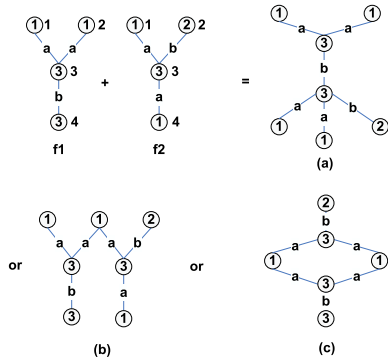 1 1 1 2 1 2 2 1 1
a a a b a a
3 3 3 3 3
b + a = b
3 4 1 4 3
a a b
f1 f2 1 1 2
(a)
1 1 2 2
b
a a a b a 3 a
or 3 3 or 1 1
b a a 3 a
3 1 b
3
(b) (c)